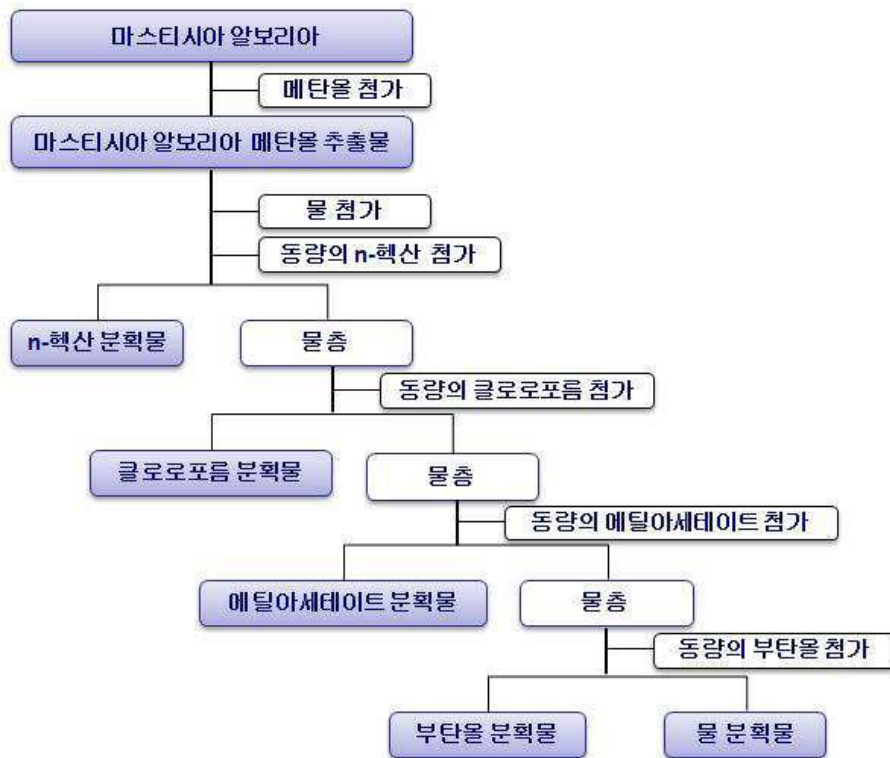 마스티시아 알보리아
메탄올 첨가
마스티시아 알보리아 메탄올 추출물
물 첨가
동량의 n-헥산 첨가
n-헥산 분획물
물층
동량의 클로로포름 첨가
클로로포름 분획물
물층
동량의 에틸아세테이트 첨가
에틸아세테이트 분획물
물층
동량의 부탄올 첨가
부탄올 분획물
물 분획물